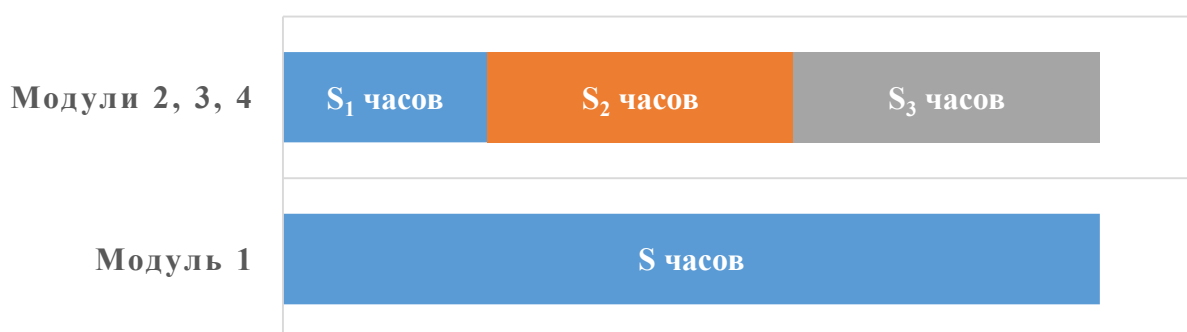 Модули 2, 3, 4 S₁ часов S₂ часов S₃ часов
Модуль 1 S часов